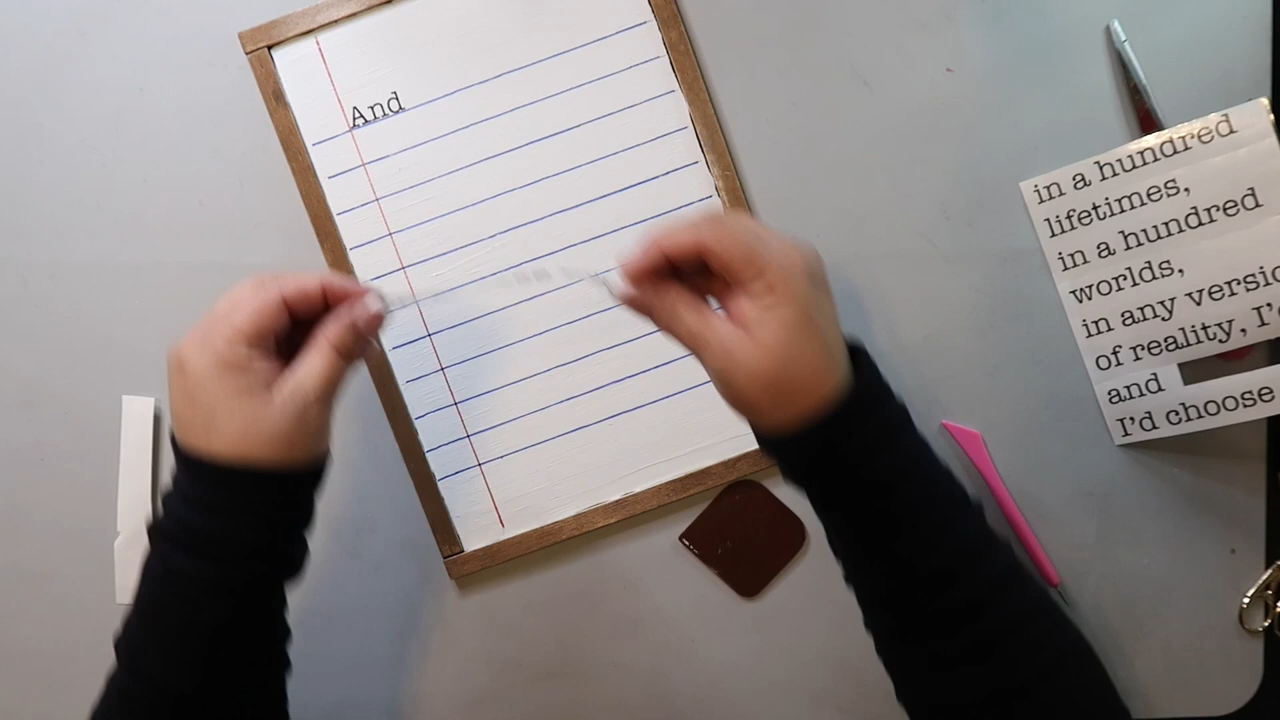 And
in a hundred
lifetimes,
in a hundred
worlds,
in any versio
of reality, I'
and
I'd choose